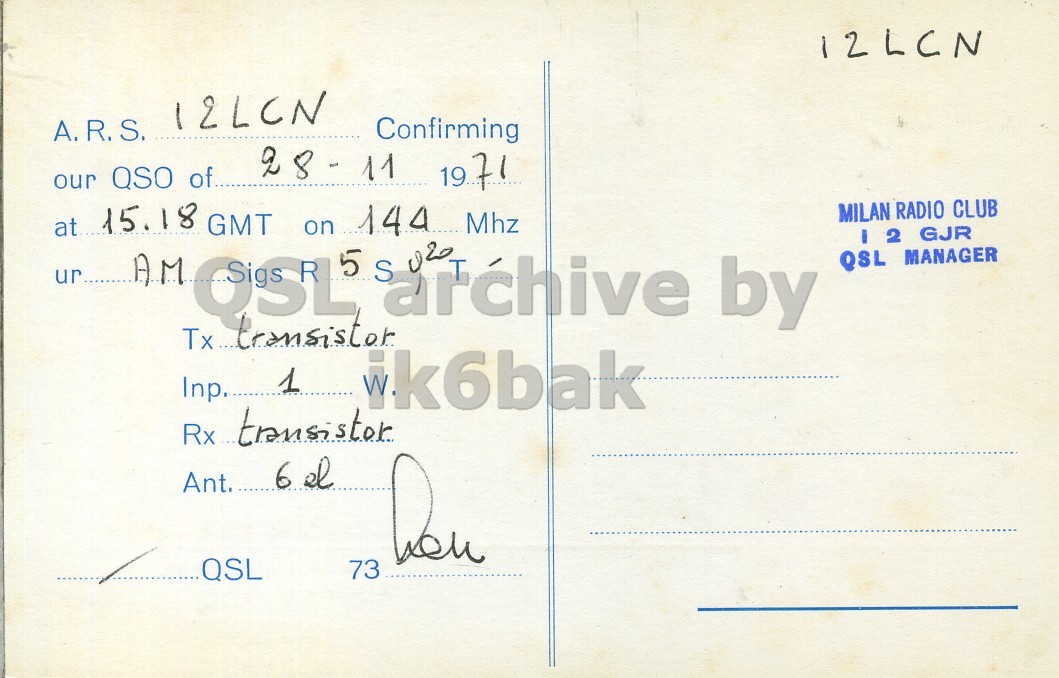 I2LCN
A.R.S. I2LCN Confirming
our QSO of 28-11 1971
at 15.18 GMT on 144 Mhz
ur AM Sigs R 5 S 9,20 T -
Tx transistor
Inp. 1 W.
Rx transistor
Ant. 6 el
/ QSL 73
MILAN RADIO CLUB
I 2 GJR
QSL MANAGER
QSL archive by
ik6bak